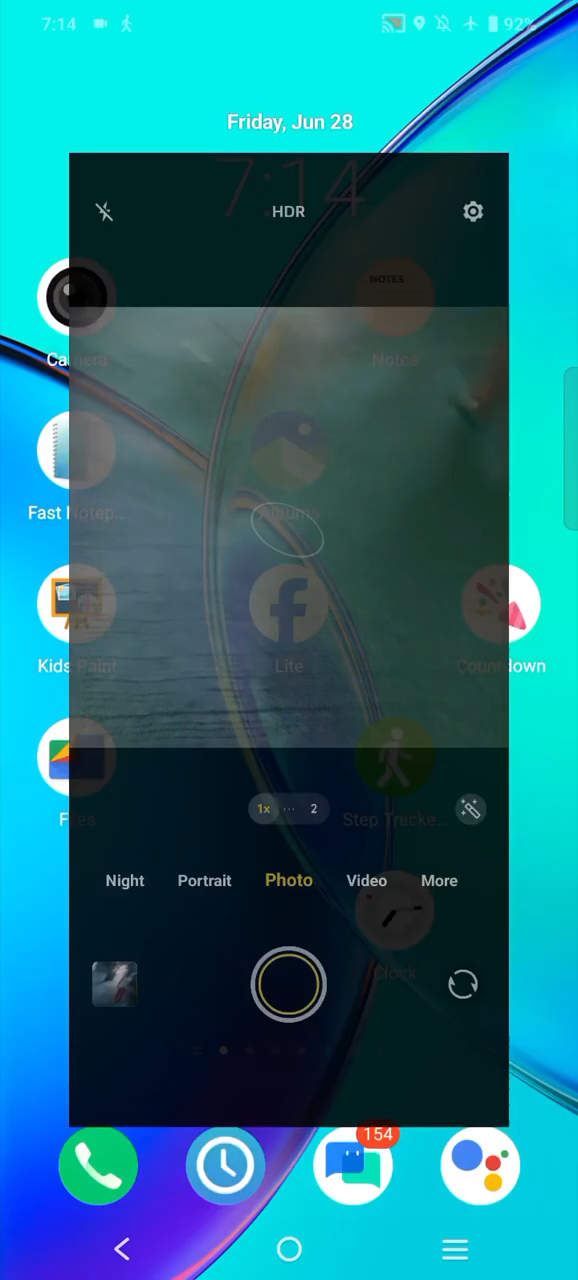 7:14 92%
Friday, Jun 28
7:14
HDR
NOTES
Camera Notes
Albums
Fast Notep...
Kids Paint Lite Countdown
1x ··· 2
Files Step Tracke...
Night Portrait Photo Video More
Clock
154